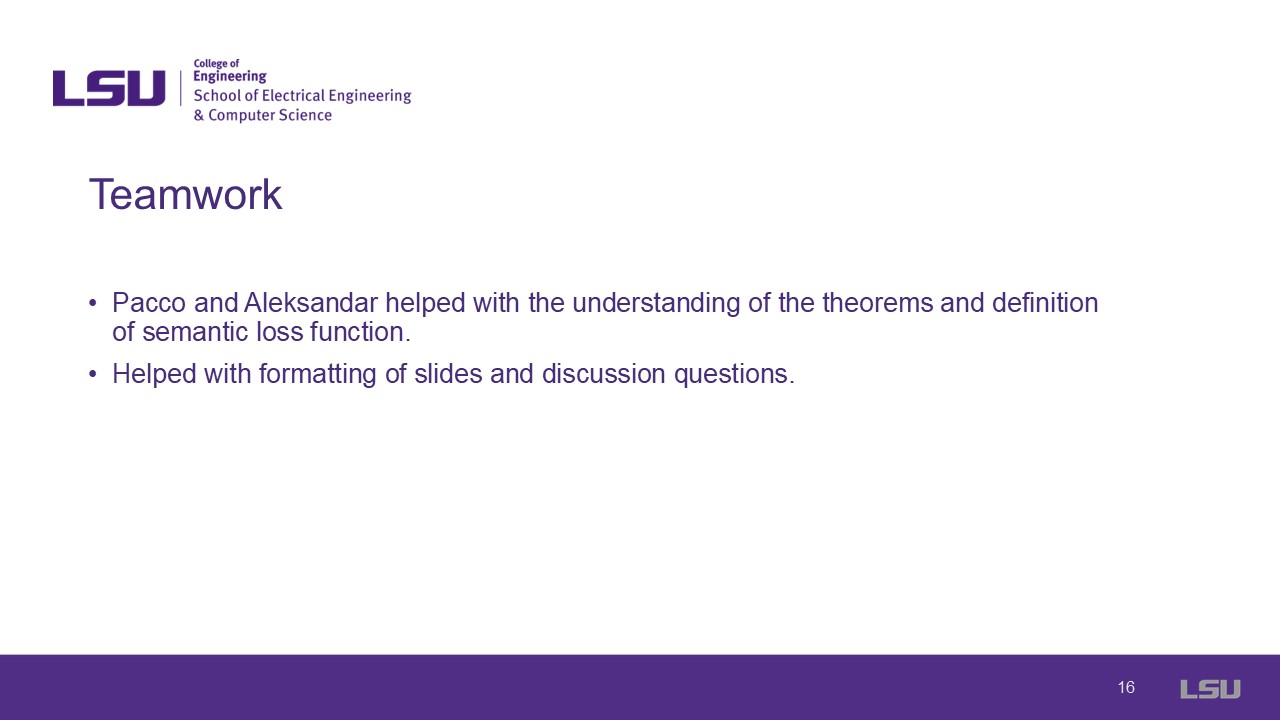 LSU
College of
Engineering
School of Electrical Engineering
& Computer Science
Teamwork
• Pacco and Aleksandar helped with the understanding of the theorems and definition
of semantic loss function.
• Helped with formatting of slides and discussion questions.
16
LSU